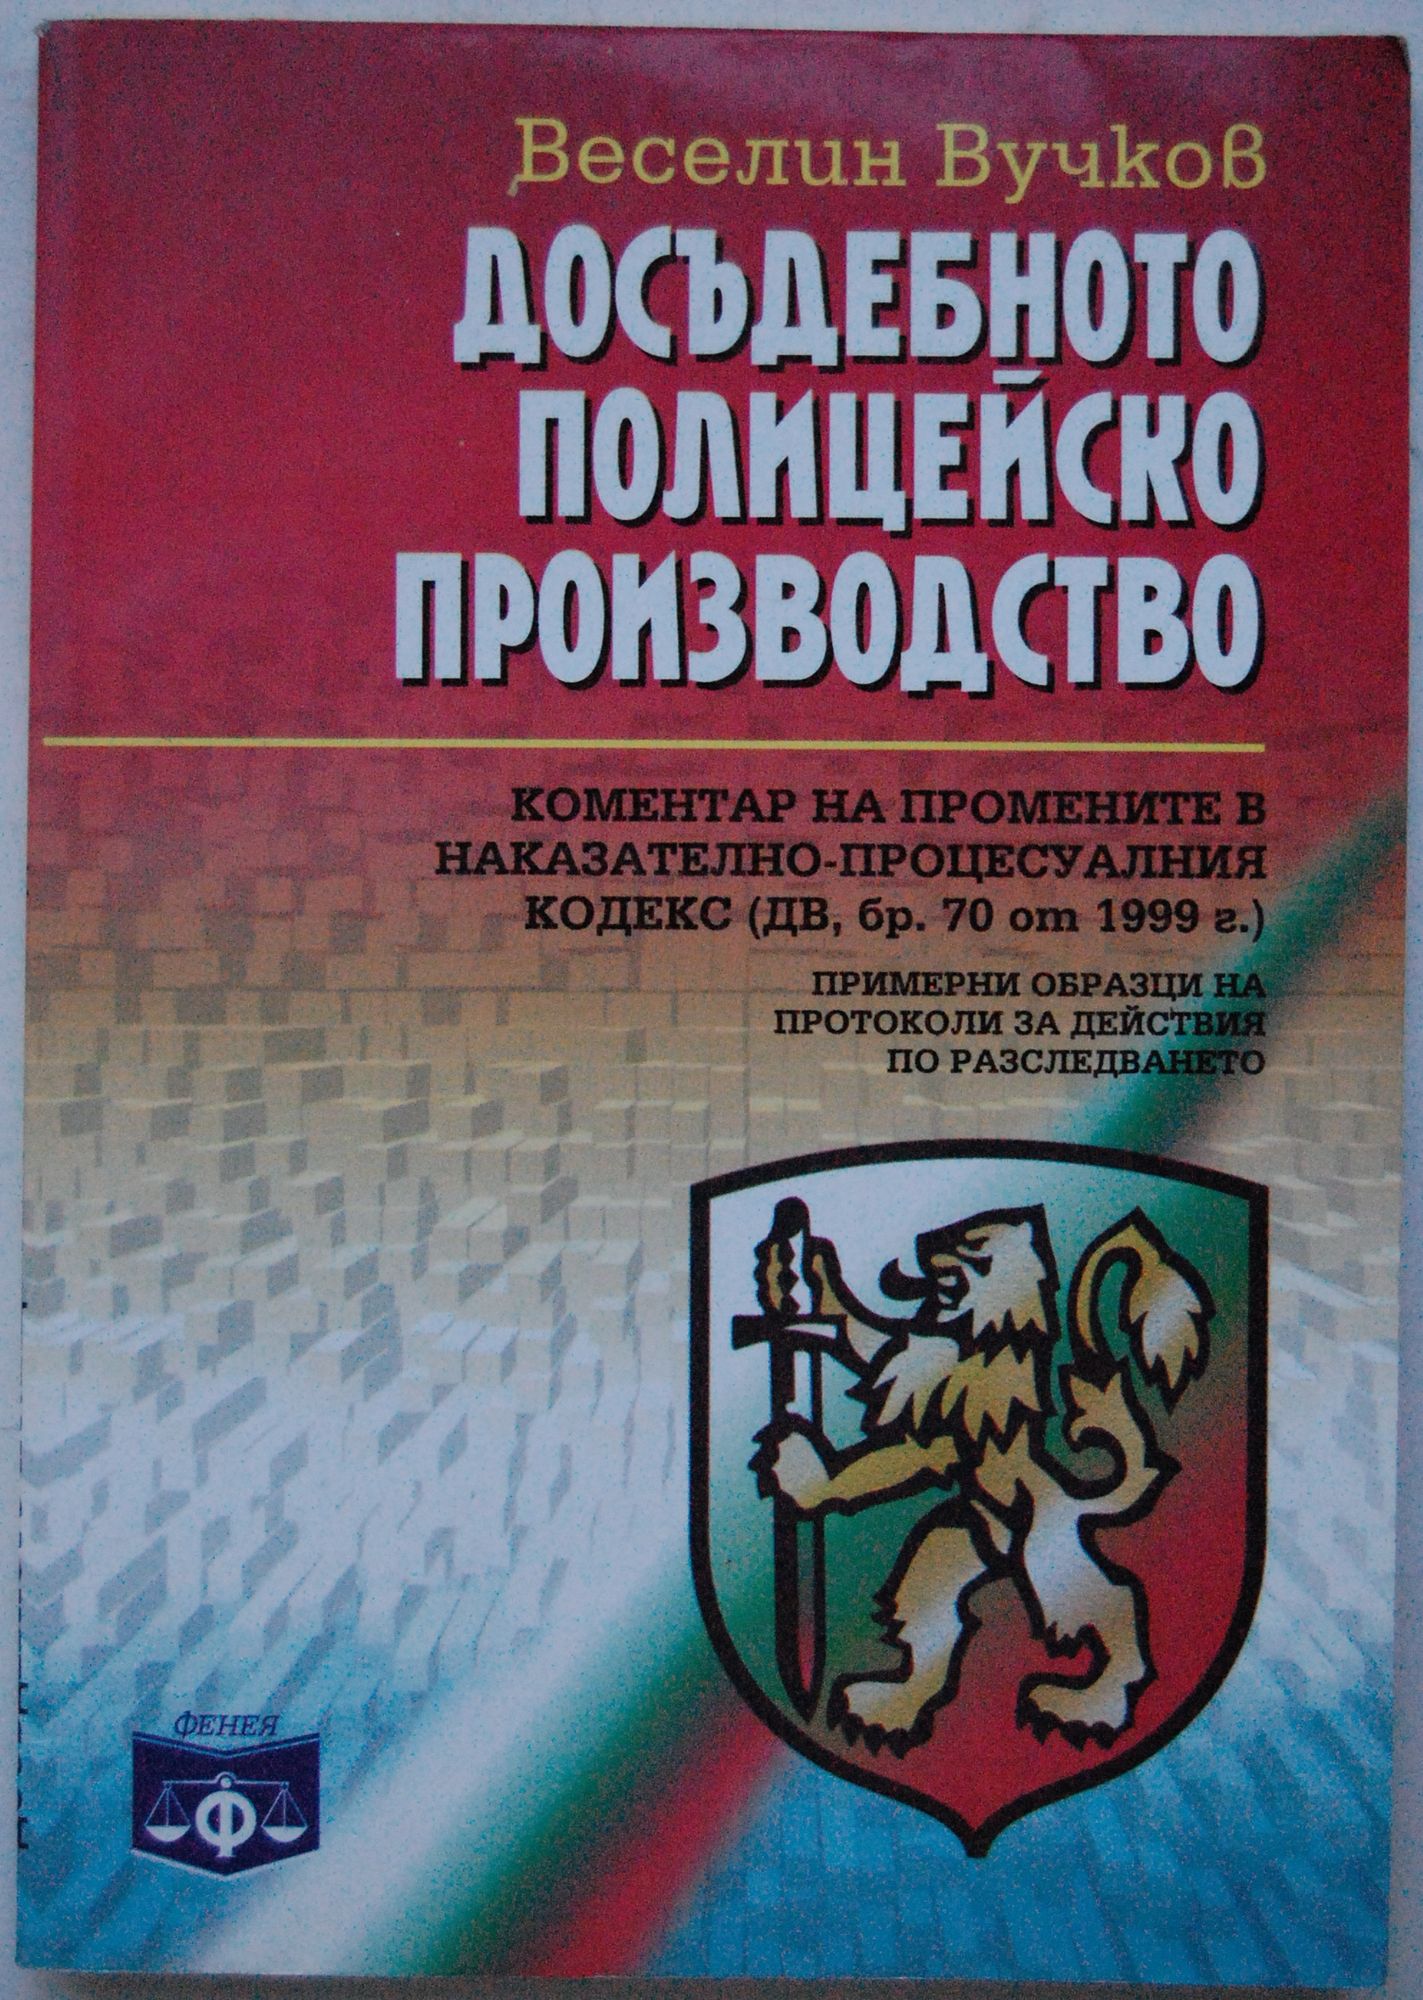 Веселин Вучков
ДОСЪДЕБНОТО
ПОЛИЦЕЙСКО
ПРОИЗВОДСТВО
КОМЕНТАР НА ПРОМЕНИТЕ В
НАКАЗАТЕЛНО-ПРОЦЕСУАЛНИЯ
КОДЕКС (ДВ, бр. 70 от 1999 г.)
ПРИМЕРНИ ОБРАЗЦИ НА
ПРОТОКОЛИ ЗА ДЕЙСТВИЯ
ПО РАЗСЛЕДВАНЕТО
ФЕНЕЯ
Ф